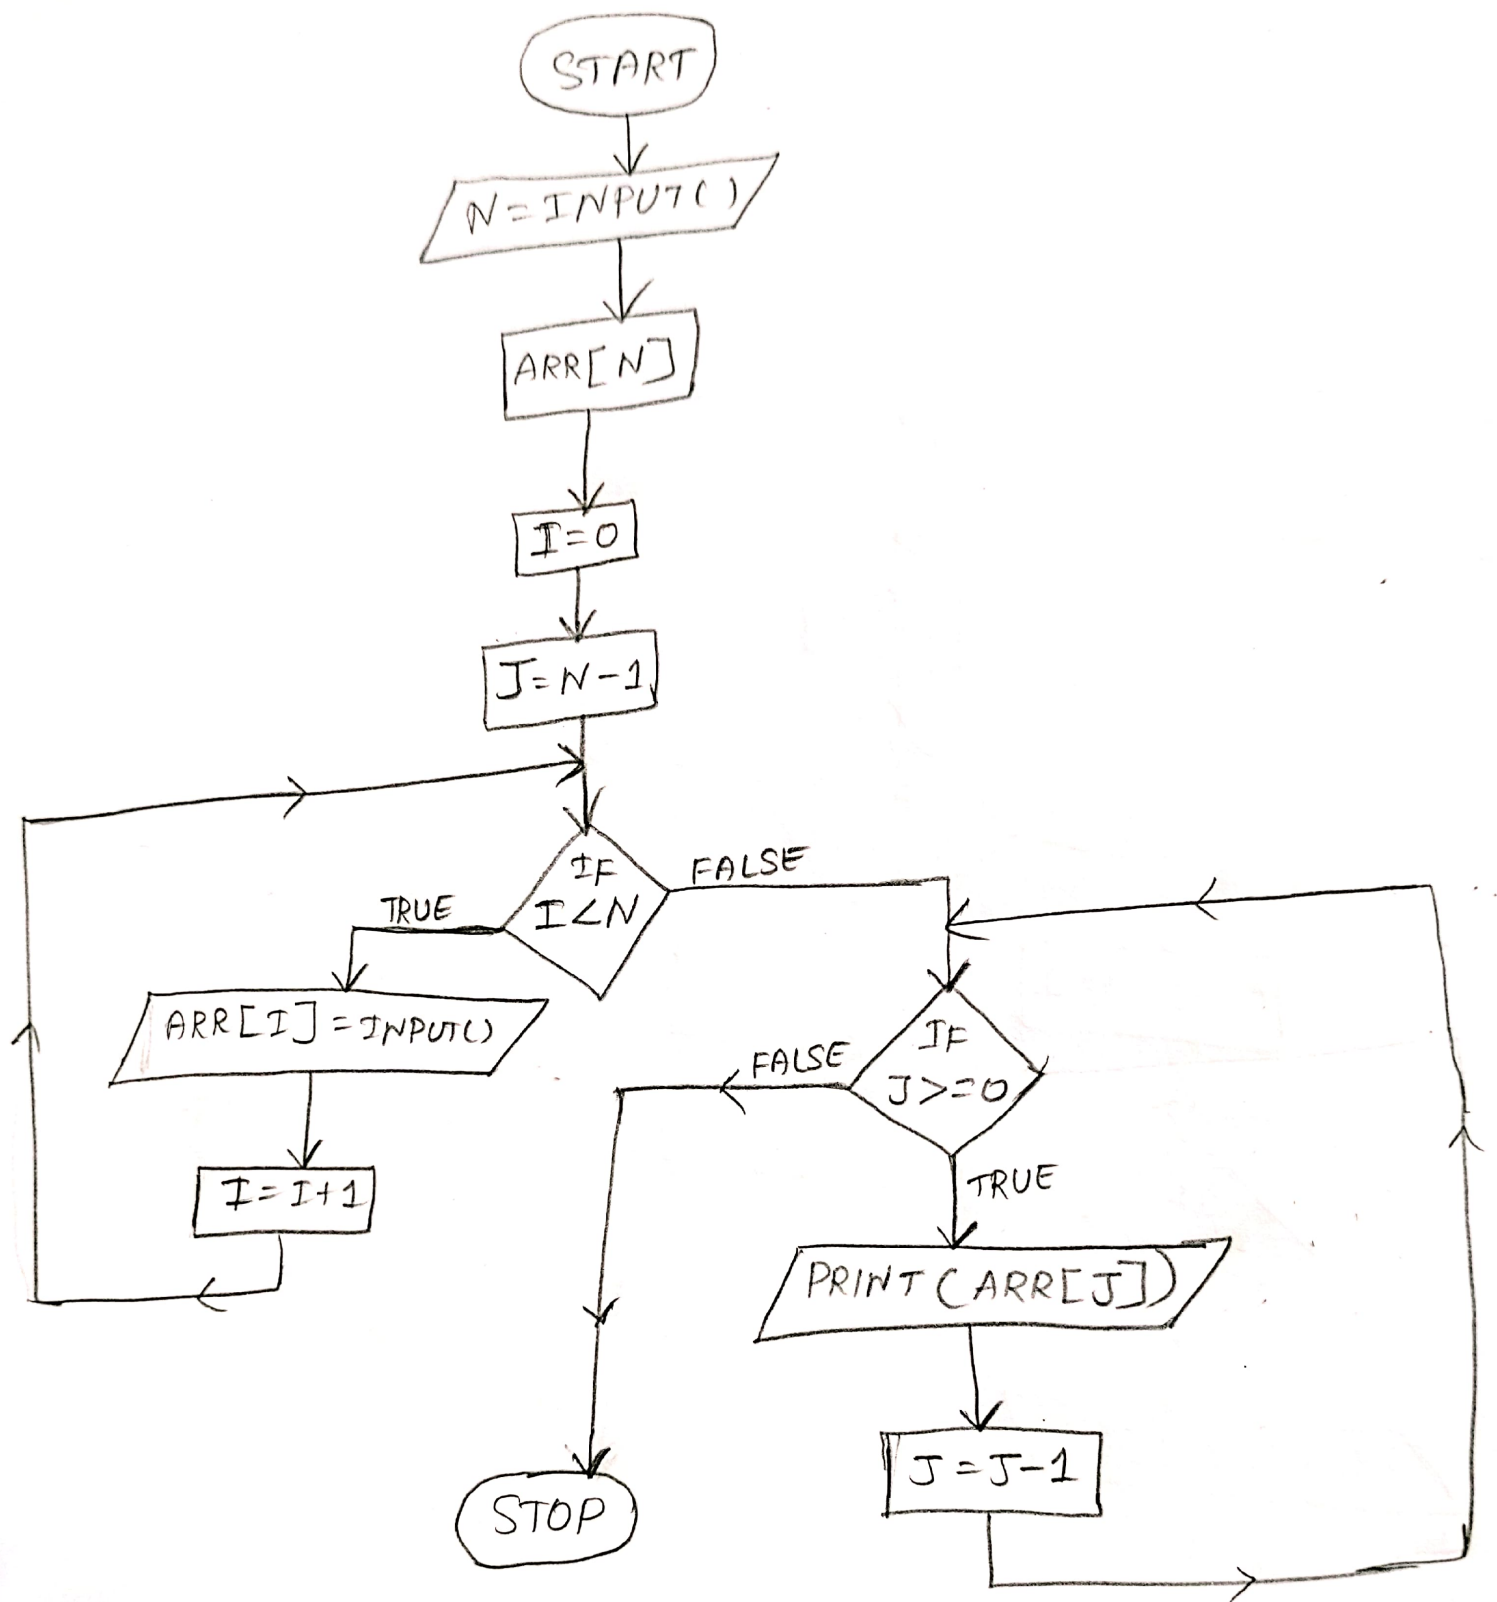 START
N=INPUT()
ARR[N]
I=0
J=N-1
IF
I<N
TRUE
FALSE
ARR[I]=INPUT()
I=I+1
IF
J>=0
FALSE
TRUE
PRINT(ARR[J])
J=J-1
STOP